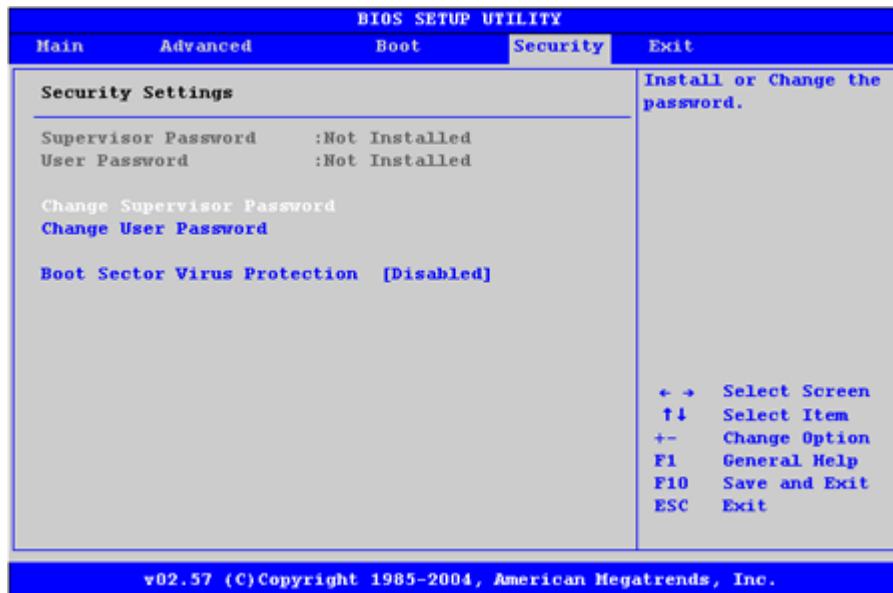 BIOS SETUP UTILITY
Main Advanced Boot Security Exit
Security Settings
Supervisor Password :Not Installed
User Password :Not Installed
Change Supervisor Password
Change User Password
Boot Sector Virus Protection [Disabled]
Install or Change the
password.
← → Select Screen
↑↓ Select Item
+- Change Option
F1 General Help
F10 Save and Exit
ESC Exit
v02.57 (C)Copyright 1985-2004, American Megatrends, Inc.